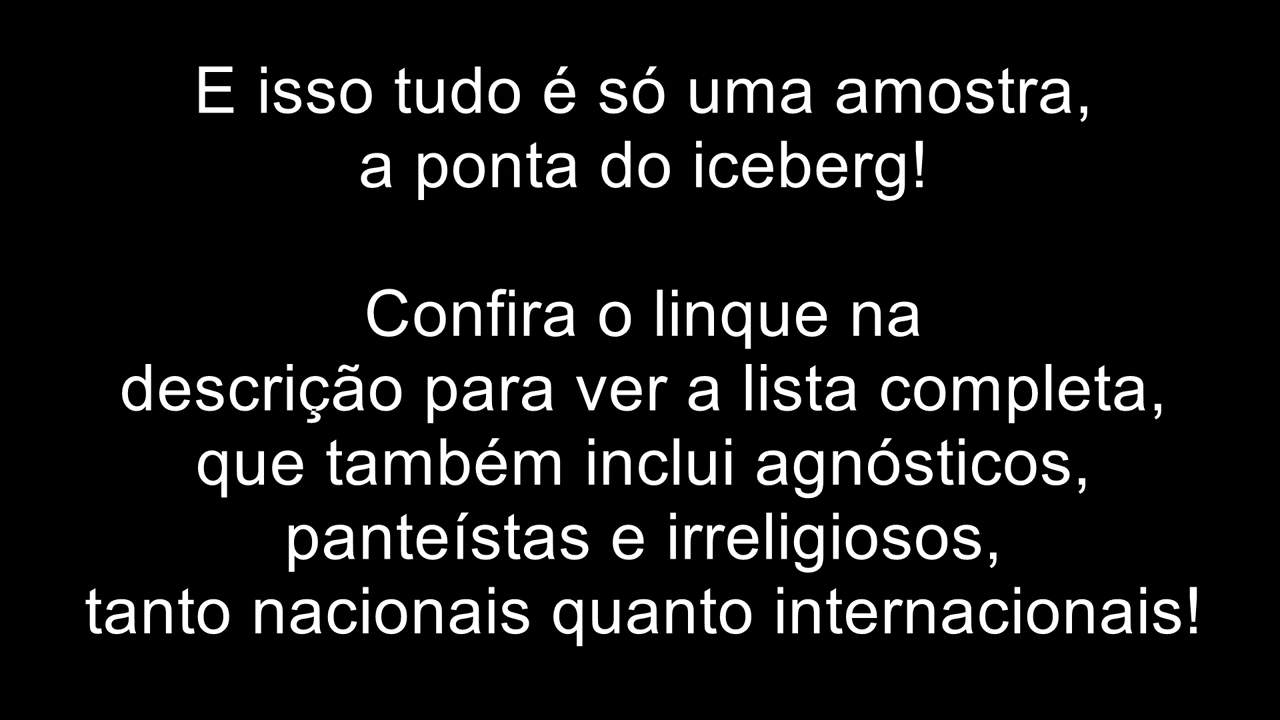 E isso tudo é só uma amostra,
a ponta do iceberg!
Confira o linque na
descrição para ver a lista completa,
que também inclui agnósticos,
panteístas e irreligiosos,
tanto nacionais quanto internacionais!